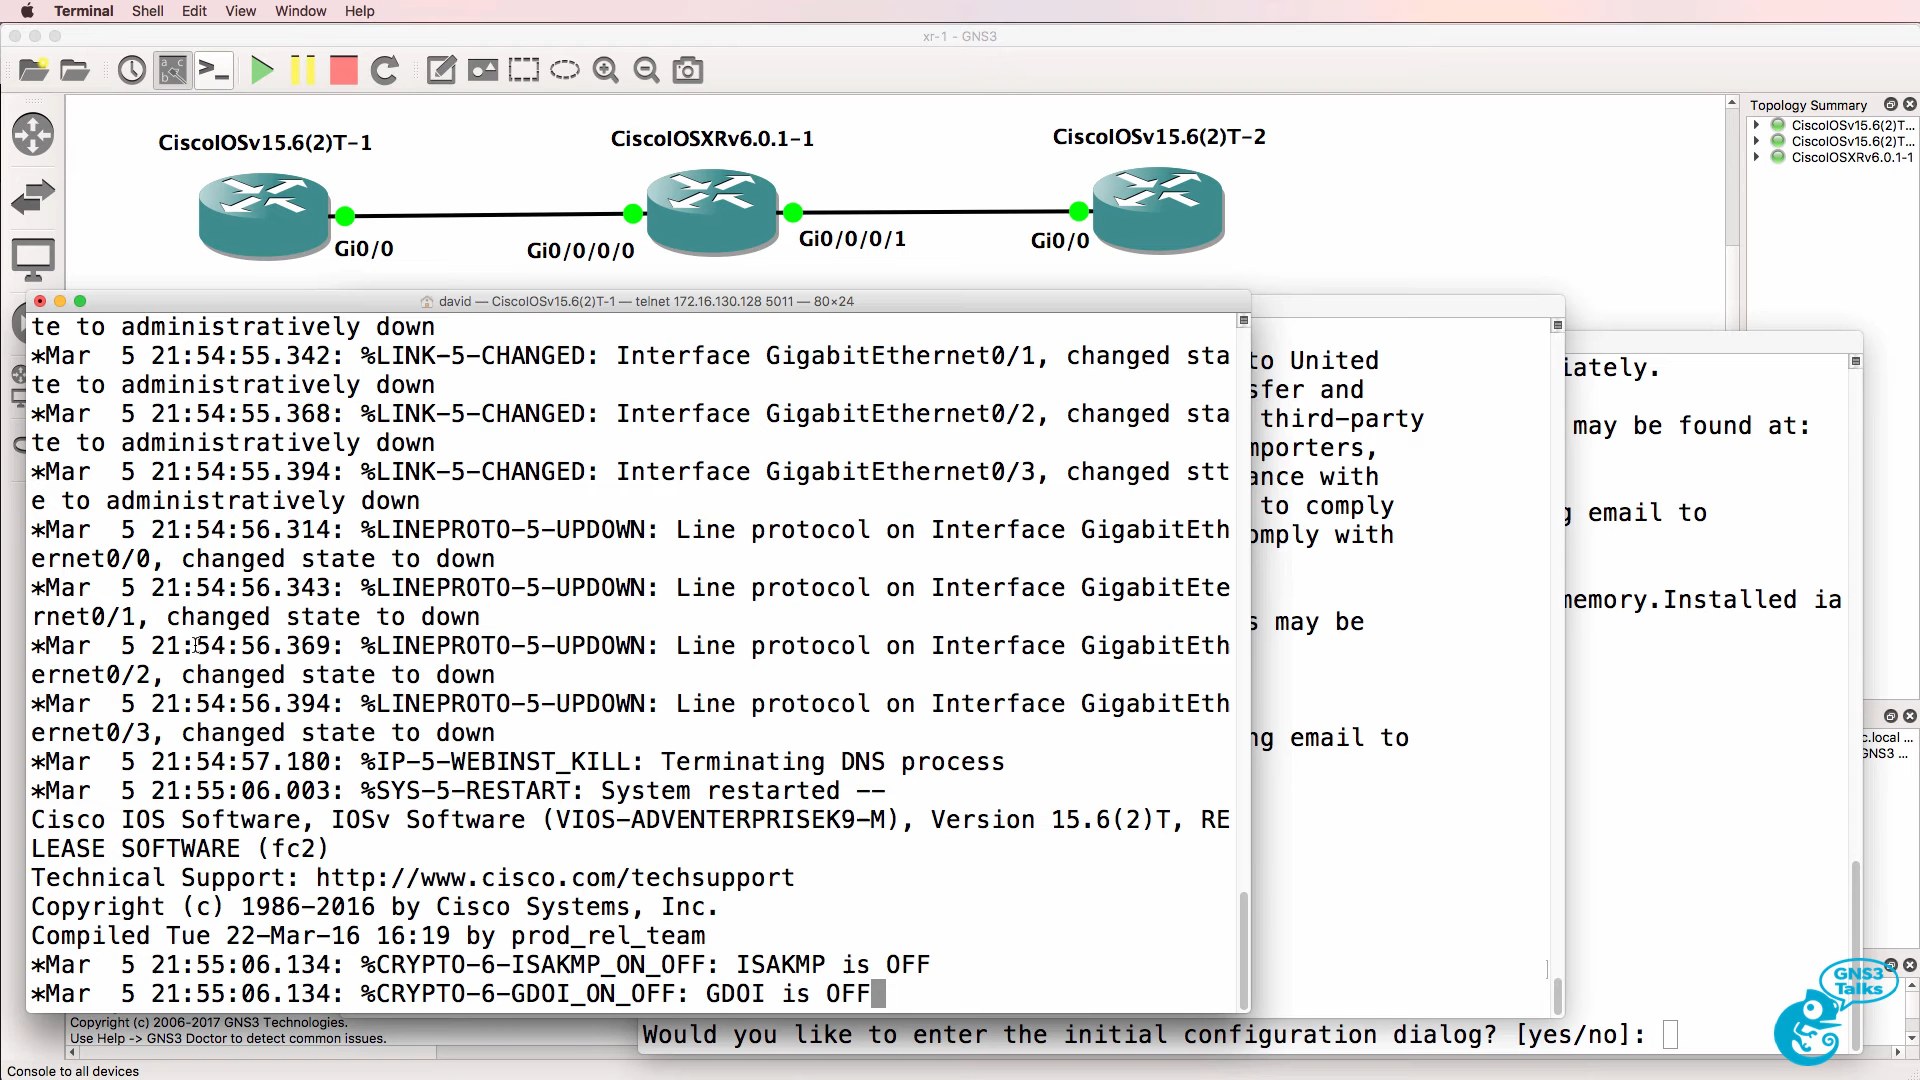 Terminal Shell Edit View Window Help
xr-1 - GNS3
Topology Summary
CiscoIOSv15.6(2)T...
CiscoIOSv15.6(2)T...
CiscoIOSXRv6.0.1-1
CiscoIOSv15.6(2)T-1
CiscoIOSXRv6.0.1-1
CiscoIOSv15.6(2)T-2
Gi0/0
Gi0/0/0/0
Gi0/0/0/1
Gi0/0
david — CiscoIOSv15.6(2)T-1 — telnet 172.16.130.128 5011 — 80×24
te to administratively down
*Mar  5 21:54:55.342: %LINK-5-CHANGED: Interface GigabitEthernet0/1, changed sta
te to administratively down
*Mar  5 21:54:55.368: %LINK-5-CHANGED: Interface GigabitEthernet0/2, changed sta
te to administratively down
*Mar  5 21:54:55.394: %LINK-5-CHANGED: Interface GigabitEthernet0/3, changed stt
e to administratively down
*Mar  5 21:54:56.314: %LINEPROTO-5-UPDOWN: Line protocol on Interface GigabitEth
ernet0/0, changed state to down
*Mar  5 21:54:56.343: %LINEPROTO-5-UPDOWN: Line protocol on Interface GigabitEte
rnet0/1, changed state to down
*Mar  5 21:54:56.369: %LINEPROTO-5-UPDOWN: Line protocol on Interface GigabitEth
ernet0/2, changed state to down
*Mar  5 21:54:56.394: %LINEPROTO-5-UPDOWN: Line protocol on Interface GigabitEth
ernet0/3, changed state to down
*Mar  5 21:54:57.180: %IP-5-WEBINST_KILL: Terminating DNS process
*Mar  5 21:55:06.003: %SYS-5-RESTART: System restarted --
Cisco IOS Software, IOSv Software (VIOS-ADVENTERPRISEK9-M), Version 15.6(2)T, RE
LEASE SOFTWARE (fc2)
Technical Support: http://www.cisco.com/techsupport
Copyright (c) 1986-2016 by Cisco Systems, Inc.
Compiled Tue 22-Mar-16 16:19 by prod_rel_team
*Mar  5 21:55:06.134: %CRYPTO-6-ISAKMP_ON_OFF: ISAKMP is OFF
*Mar  5 21:55:06.134: %CRYPTO-6-GDOI_ON_OFF: GDOI is OFF
to United
sfer and
third-party
mporters,
ance with
to comply
omply with
s may be
ng email to
iately.
may be found at:
g email to
memory.Installed ia
c.local ...
GNS3 ...
Copyright (c) 2006-2017 GNS3 Technologies.
Use Help -> GNS3 Doctor to detect common issues.
Would you like to enter the initial configuration dialog? [yes/no]:
GNS3
Talks
Console to all devices